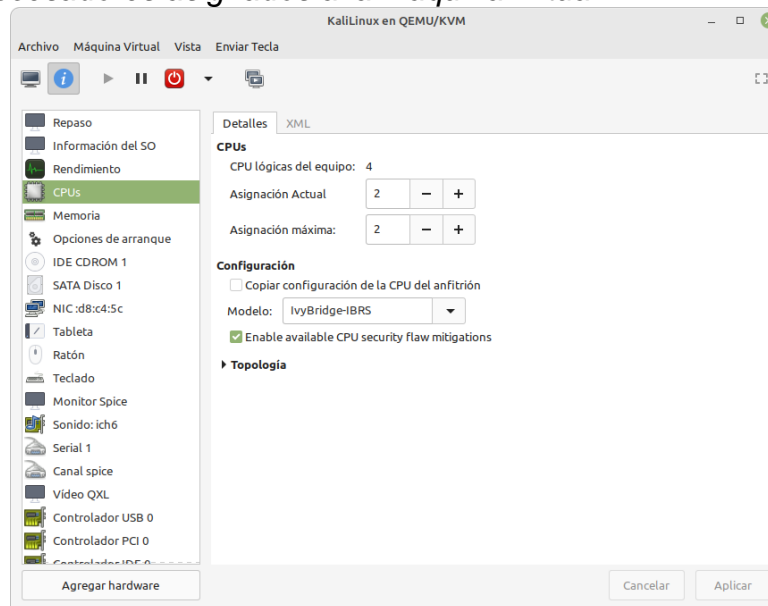 KaliLinux en QEMU/KVM
Archivo Máquina Virtual Vista Enviar Tecla
Repaso
Información del SO
Rendimiento
CPUs
Memoria
Opciones de arranque
IDE CDROM 1
SATA Disco 1
NIC :d8:c4:5c
Tableta
Ratón
Teclado
Monitor Spice
Sonido: ich6
Serial 1
Canal spice
Vídeo QXL
Controlador USB 0
Controlador PCI 0
Controlador IDE 0
Agregar hardware
Detalles XML
CPUs
CPU lógicas del equipo: 4
Asignación Actual 2 − +
Asignación máxima: 2 − +
Configuración
Copiar configuración de la CPU del anfitrión
Modelo: IvyBridge-IBRS
Enable available CPU security flaw mitigations
Topología
Cancelar Aplicar